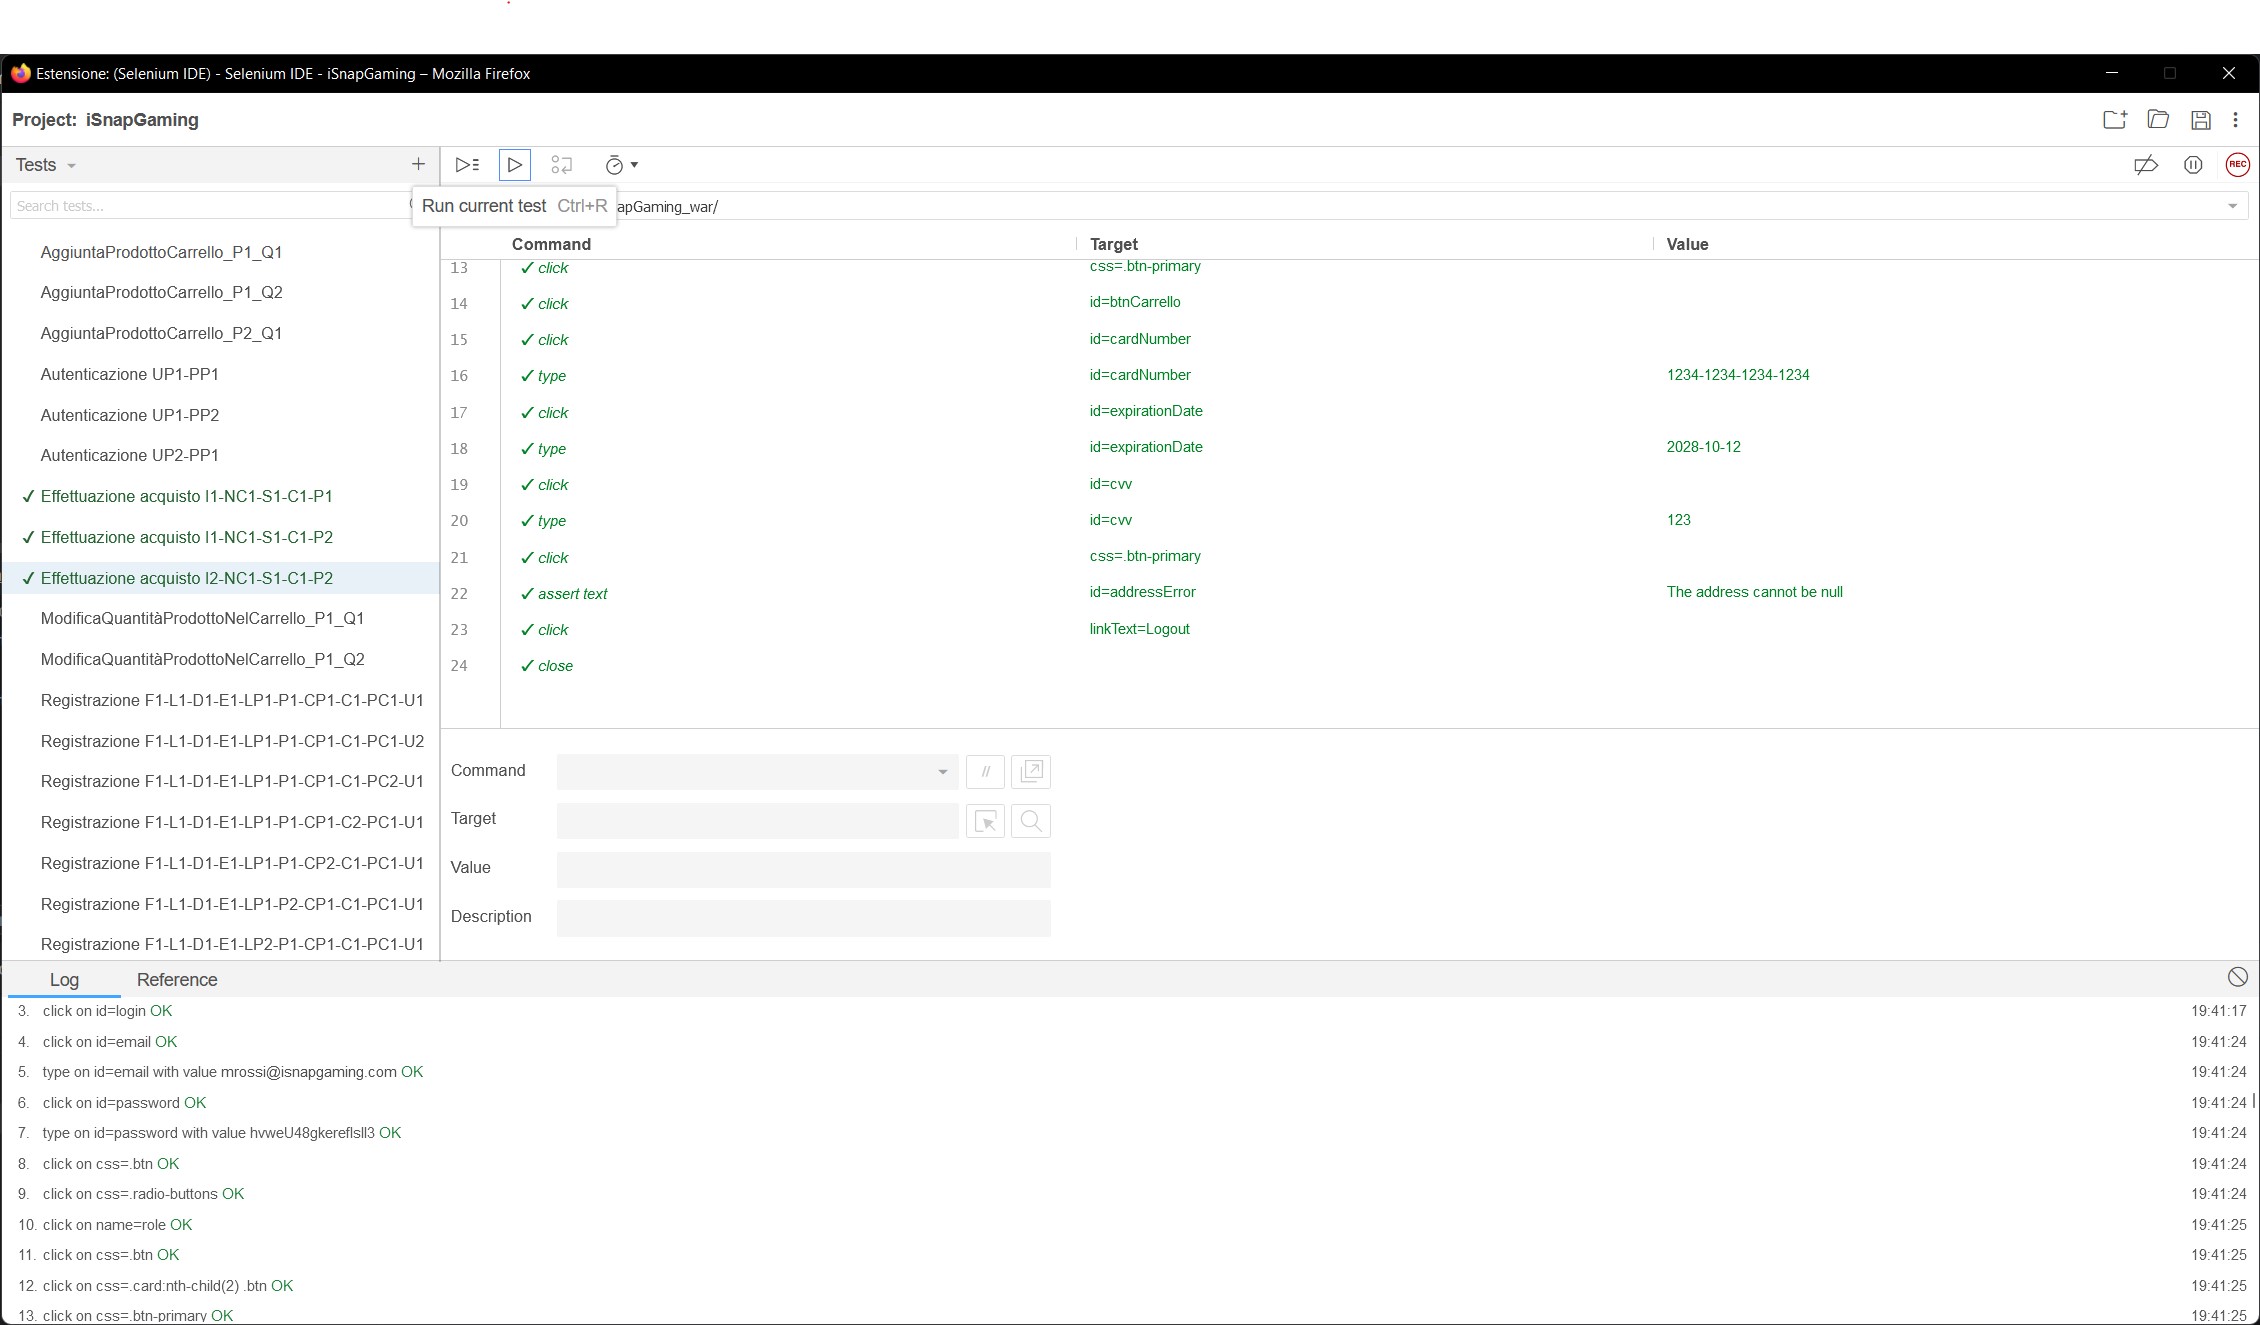 Estensione: (Selenium IDE) - Selenium IDE - iSnapGaming – Mozilla Firefox
Project: iSnapGaming
Tests
REC
Search tests...
Run current test Ctrl+R
apGaming_war/
Command Target Value
AggiuntaProdottoCarrello_P1_Q1
AggiuntaProdottoCarrello_P1_Q2
AggiuntaProdottoCarrello_P2_Q1
Autenticazione UP1-PP1
Autenticazione UP1-PP2
Autenticazione UP2-PP1
✓ Effettuazione acquisto I1-NC1-S1-C1-P1
✓ Effettuazione acquisto I1-NC1-S1-C1-P2
✓ Effettuazione acquisto I2-NC1-S1-C1-P2
ModificaQuantitàProdottoNelCarrello_P1_Q1
ModificaQuantitàProdottoNelCarrello_P1_Q2
Registrazione F1-L1-D1-E1-LP1-P1-CP1-C1-PC1-U1
Registrazione F1-L1-D1-E1-LP1-P1-CP1-C1-PC1-U2
Registrazione F1-L1-D1-E1-LP1-P1-CP1-C1-PC2-U1
Registrazione F1-L1-D1-E1-LP1-P1-CP1-C2-PC1-U1
Registrazione F1-L1-D1-E1-LP1-P1-CP2-C1-PC1-U1
Registrazione F1-L1-D1-E1-LP1-P2-CP1-C1-PC1-U1
Registrazione F1-L1-D1-E1-LP2-P1-CP1-C1-PC1-U1
13 ✓ click css=.btn-primary
14 ✓ click id=btnCarrello
15 ✓ click id=cardNumber
16 ✓ type id=cardNumber 1234-1234-1234-1234
17 ✓ click id=expirationDate
18 ✓ type id=expirationDate 2028-10-12
19 ✓ click id=cvv
20 ✓ type id=cvv 123
21 ✓ click css=.btn-primary
22 ✓ assert text id=addressError The address cannot be null
23 ✓ click linkText=Logout
24 ✓ close
Command //
Target
Value
Description
Log Reference
3. click on id=login OK 19:41:17
4. click on id=email OK 19:41:24
5. type on id=email with value mrossi@isnapgaming.com OK 19:41:24
6. click on id=password OK 19:41:24
7. type on id=password with value hvweU48gkereflsll3 OK 19:41:24
8. click on css=.btn OK 19:41:24
9. click on css=.radio-buttons OK 19:41:24
10. click on name=role OK 19:41:25
11. click on css=.btn OK 19:41:25
12. click on css=.card:nth-child(2) .btn OK 19:41:25
13. click on css=.btn-primary OK 19:41:25